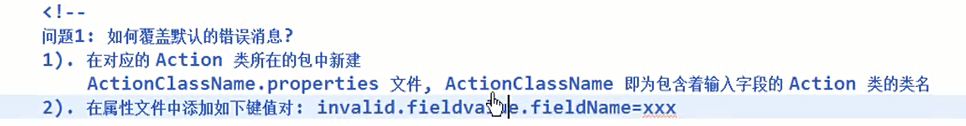 <!--
问题1: 如何覆盖默认的错误消息?
1). 在对应的 Action 类所在的包中新建
ActionClassName.properties 文件, ActionClassName 即为包含着输入字段的 Action 类的类名
2). 在属性文件中添加如下键值对: invalid.fieldvalue.fieldName=xxx